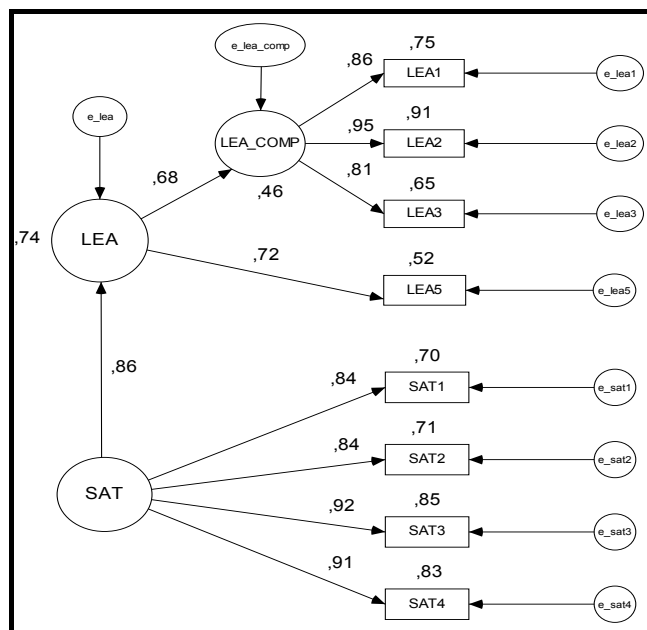 e_lea_comp
,75
,86
LEA1
e_lea1
e_lea
,91
LEA_COMP
,95
LEA2
e_lea2
,68
,81
,65
,46
LEA3
e_lea3
,74
LEA
,72
,52
LEA5
e_lea5
,86
,70
,84
SAT1
e_sat1
,71
,84
SAT2
e_sat2
SAT
,92
,85
SAT3
e_sat3
,91
,83
SAT4
e_sat4